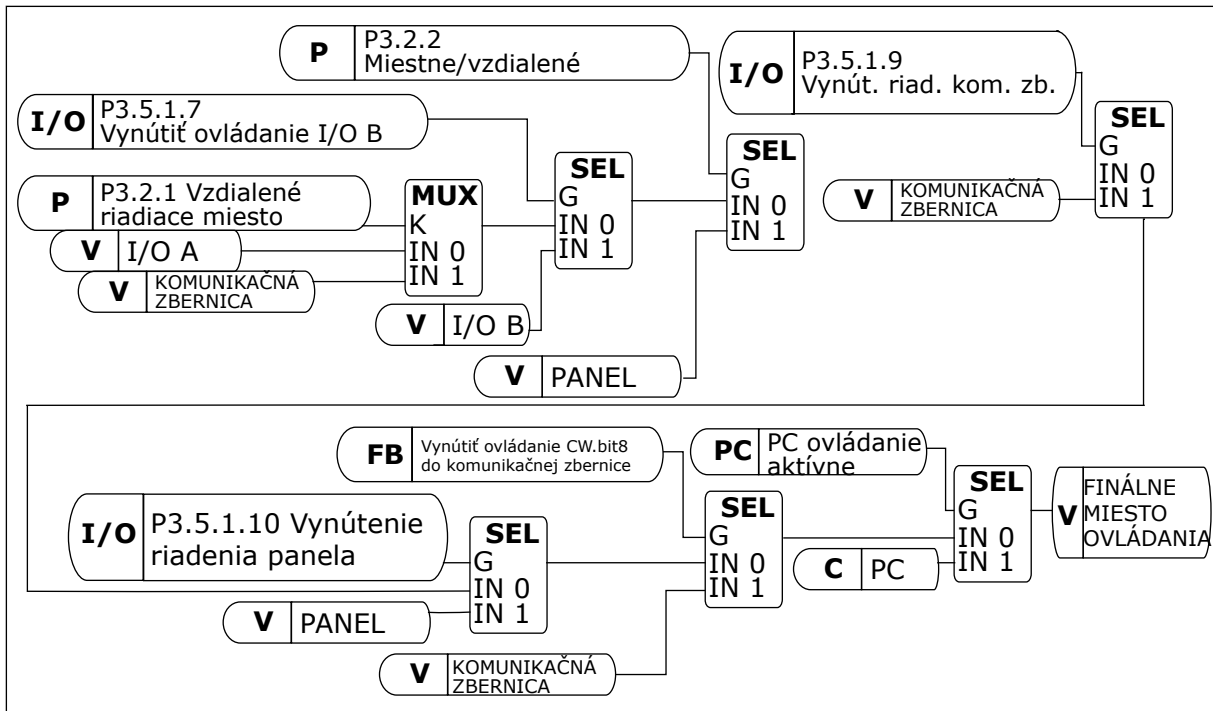 P
P3.2.2
Miestne/vzdialené
I/O
P3.5.1.9
Vynút. riad. kom. zb.
I/O
P3.5.1.7
Vynútiť ovládanie I/O B
SEL
G
IN 0
IN 1
SEL
G
IN 0
IN 1
SEL
G
IN 0
IN 1
P
P3.2.1 Vzdialené
riadiace miesto
MUX
K
IN 0
IN 1
V
KOMUNIKAČNÁ
ZBERNICA
V
I/O A
V
KOMUNIKAČNÁ
ZBERNICA
V
I/O B
V
PANEL
FB
Vynútiť ovládanie CW.bit8
do komunikačnej zbernice
PC
PC ovládanie
aktívne
SEL
G
IN 0
IN 1
V
FINÁLNE
MIESTO
OVLÁDANIA
I/O
P3.5.1.10 Vynútenie
riadenia panela
SEL
G
IN 0
IN 1
SEL
G
IN 0
IN 1
C
PC
V
PANEL
V
KOMUNIKAČNÁ
ZBERNICA